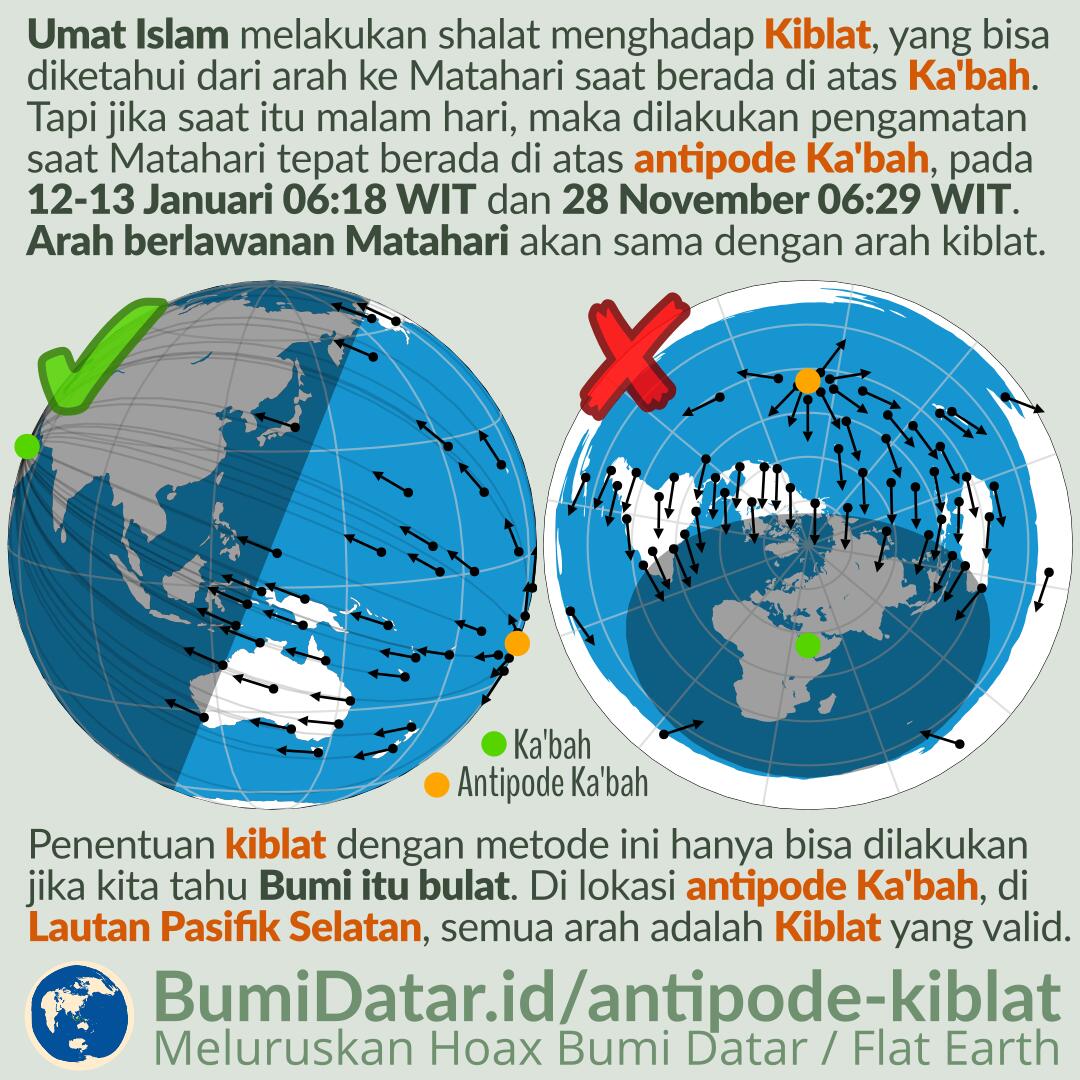 Umat Islam melakukan shalat menghadap Kiblat, yang bisa
diketahui dari arah ke Matahari saat berada di atas Ka'bah.
Tapi jika saat itu malam hari, maka dilakukan pengamatan
saat Matahari tepat berada di atas antipode Ka'bah, pada
12-13 Januari 06:18 WIT dan 28 November 06:29 WIT.
Arah berlawanan Matahari akan sama dengan arah kiblat.
Ka'bah
Antipode Ka'bah
Penentuan kiblat dengan metode ini hanya bisa dilakukan
jika kita tahu Bumi itu bulat. Di lokasi antipode Ka'bah, di
Lautan Pasifik Selatan, semua arah adalah Kiblat yang valid.
BumiDatar.id/antipode-kiblat
Meluruskan Hoax Bumi Datar / Flat Earth